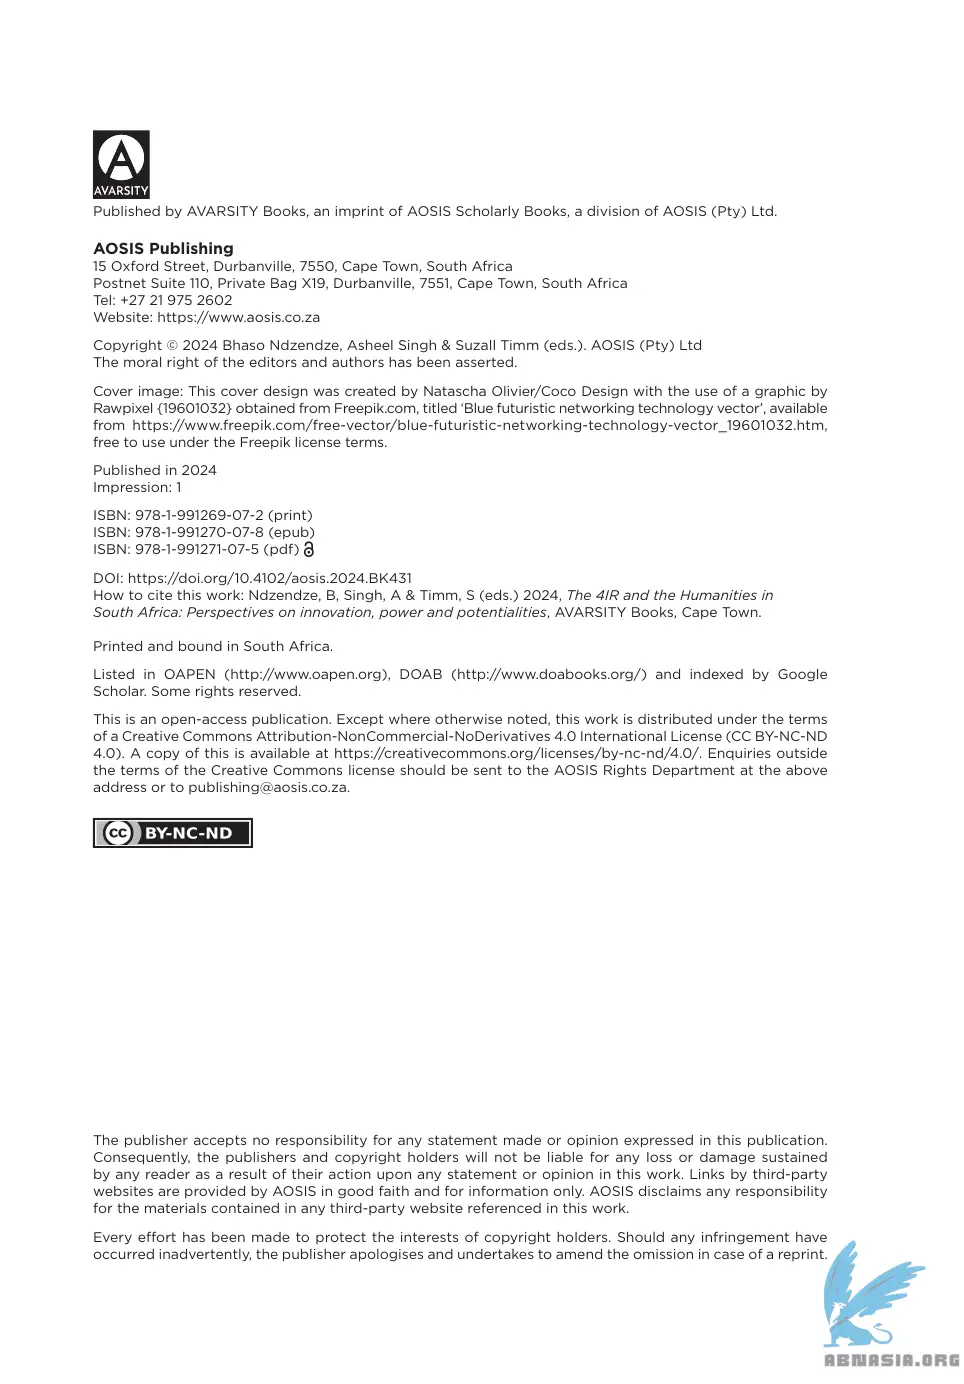 A
AVARSITY
Published by AVARSITY Books, an imprint of AOSIS Scholarly Books, a division of AOSIS (Pty) Ltd.
AOSIS Publishing
15 Oxford Street, Durbanville, 7550, Cape Town, South Africa
Postnet Suite 110, Private Bag X19, Durbanville, 7551, Cape Town, South Africa
Tel: +27 21 975 2602
Website: https://www.aosis.co.za
Copyright © 2024 Bhaso Ndzendze, Asheel Singh & Suzall Timm (eds.). AOSIS (Pty) Ltd
The moral right of the editors and authors has been asserted.
Cover image: This cover design was created by Natascha Olivier/Coco Design with the use of a graphic by
Rawpixel {19601032} obtained from Freepik.com, titled ‘Blue futuristic networking technology vector’, available
from https://www.freepik.com/free-vector/blue-futuristic-networking-technology-vector_19601032.htm,
free to use under the Freepik license terms.
Published in 2024
Impression: 1
ISBN: 978-1-991269-07-2 (print)
ISBN: 978-1-991270-07-8 (epub)
ISBN: 978-1-991271-07-5 (pdf)
DOI: https://doi.org/10.4102/aosis.2024.BK431
How to cite this work: Ndzendze, B, Singh, A & Timm, S (eds.) 2024, The 4IR and the Humanities in
South Africa: Perspectives on innovation, power and potentialities, AVARSITY Books, Cape Town.
Printed and bound in South Africa.
Listed in OAPEN (http://www.oapen.org), DOAB (http://www.doabooks.org/) and indexed by Google
Scholar. Some rights reserved.
This is an open-access publication. Except where otherwise noted, this work is distributed under the terms
of a Creative Commons Attribution-NonCommercial-NoDerivatives 4.0 International License (CC BY-NC-ND
4.0). A copy of this is available at https://creativecommons.org/licenses/by-nc-nd/4.0/. Enquiries outside
the terms of the Creative Commons license should be sent to the AOSIS Rights Department at the above
address or to publishing@aosis.co.za.
cc BY-NC-ND
The publisher accepts no responsibility for any statement made or opinion expressed in this publication.
Consequently, the publishers and copyright holders will not be liable for any loss or damage sustained
by any reader as a result of their action upon any statement or opinion in this work. Links by third-party
websites are provided by AOSIS in good faith and for information only. AOSIS disclaims any responsibility
for the materials contained in any third-party website referenced in this work.
Every effort has been made to protect the interests of copyright holders. Should any infringement have
occurred inadvertently, the publisher apologises and undertakes to amend the omission in case of a reprint.
ABNASIA.ORG